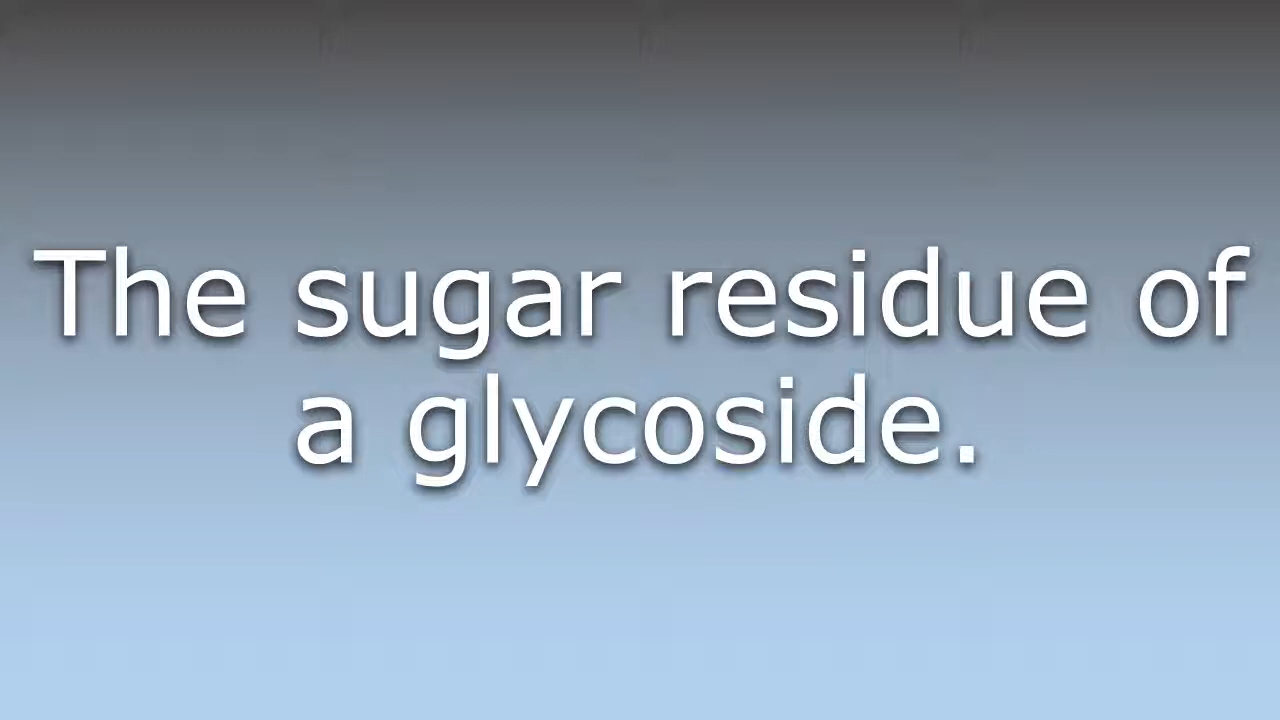 The sugar residue of
a glycoside.